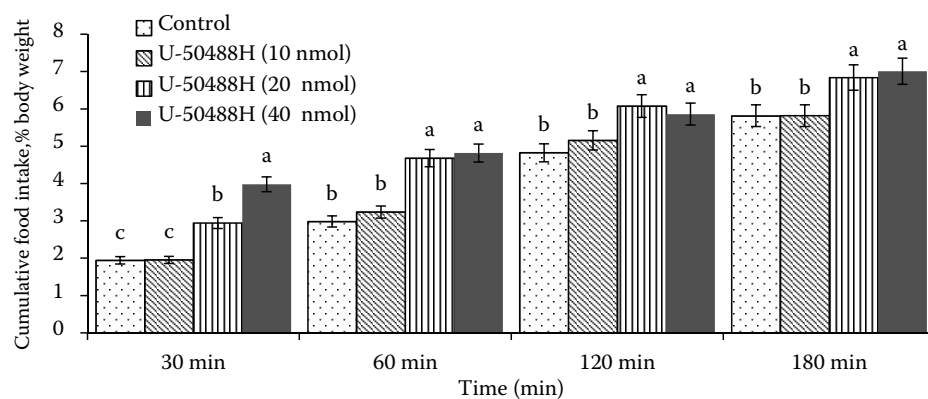 Cumulative food intake,% body weight
8
7
6
5
4
3
2
1
0
Control
U-50488H (10 nmol)
U-50488H (20 nmol)
U-50488H (40 nmol)
c c b a
b b a a
b b a a
b b a a
30 min 60 min 120 min 180 min
Time (min)